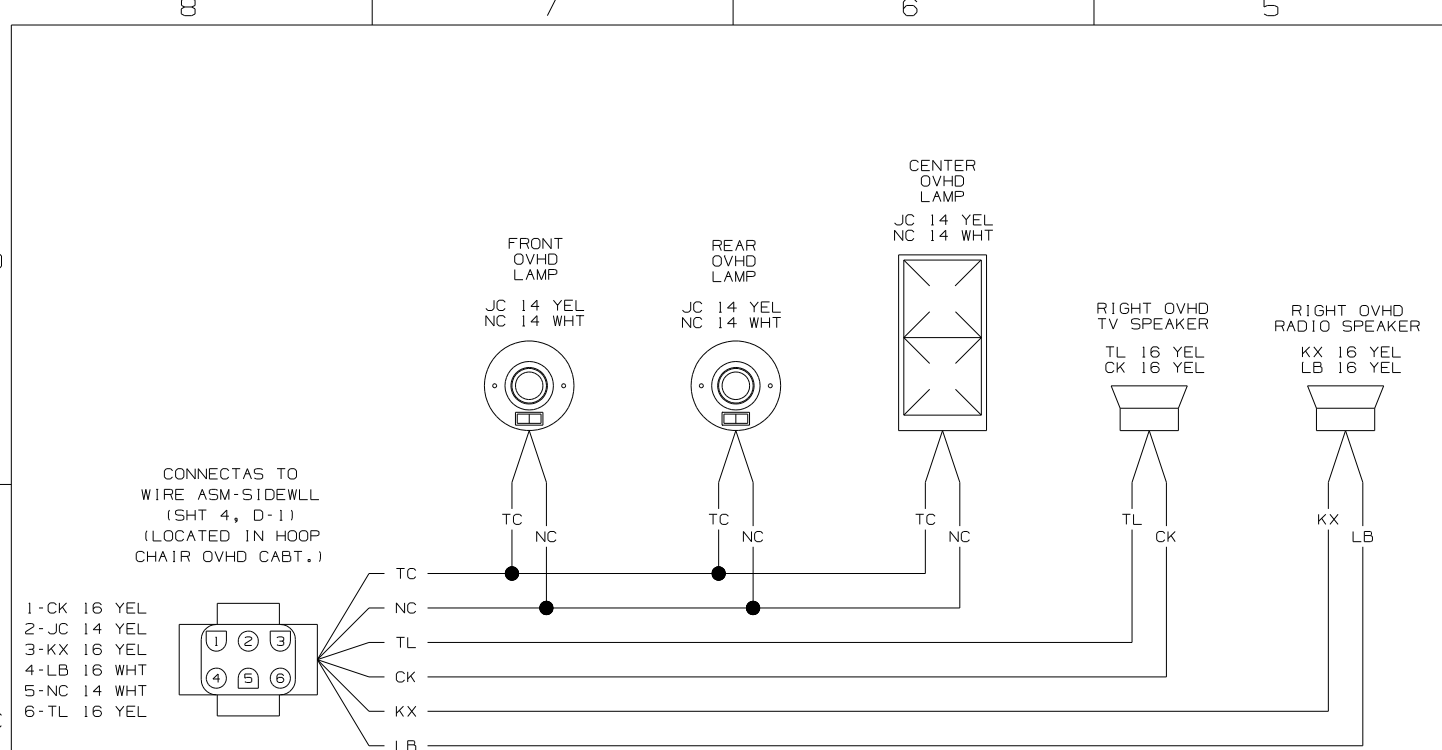 8 7 6 5
CENTER
OVHD
LAMP
JC 14 YEL
NC 14 WHT
FRONT
OVHD
LAMP
JC 14 YEL
NC 14 WHT
REAR
OVHD
LAMP
JC 14 YEL
NC 14 WHT
RIGHT OVHD
TV SPEAKER
TL 16 YEL
CK 16 YEL
RIGHT OVHD
RADIO SPEAKER
KX 16 YEL
LB 16 YEL
CONNECTAS TO
WIRE ASM-SIDEWLL
(SHT 4, D-1)
(LOCATED IN HOOP
CHAIR OVHD CABT.)
TC NC TC NC TC NC TL CK KX LB
TC
NC
TL
CK
KX
LB
1-CK 16 YEL
2-JC 14 YEL
3-KX 16 YEL
4-LB 16 WHT
5-NC 14 WHT
6-TL 16 YEL
1 2 3
4 5 6